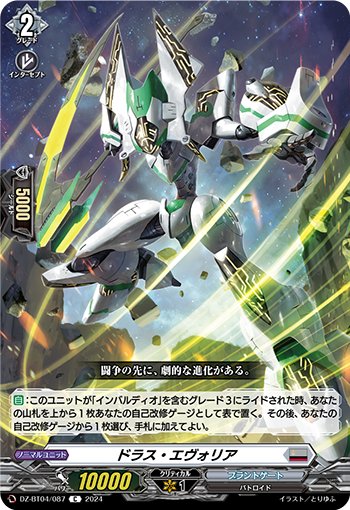 2
グレード
インターセプト
5000
シールド
闘争の先に、劇的な進化がある。
自：このユニットが「インバルディオ」を含むグレード3にライドされた時、あなた
の山札を上から1枚あなたの自己改修ゲージとして表で置く。その後、あなたの自
己改修ゲージから1枚選び、手札に加えてよい。
ノーマルユニット
ドラス・エヴォリア
パワー
10000
クリティカル
1
ブラントゲート
バトロイド
DZ-BT04/087 C 2024
イラスト／とりゆふ